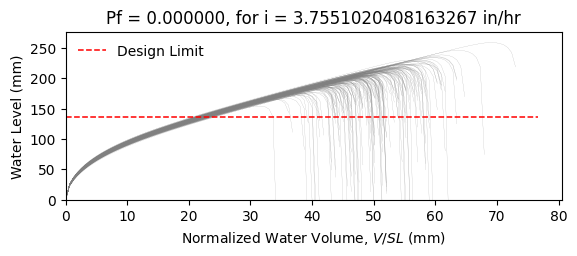 Pf = 0.000000, for i = 3.7551020408163267 in/hr
Water Level (mm)
250
200
150
100
50
0
Design Limit
0 10 20 30 40 50 60 70 80
Normalized Water Volume, V/SL (mm)